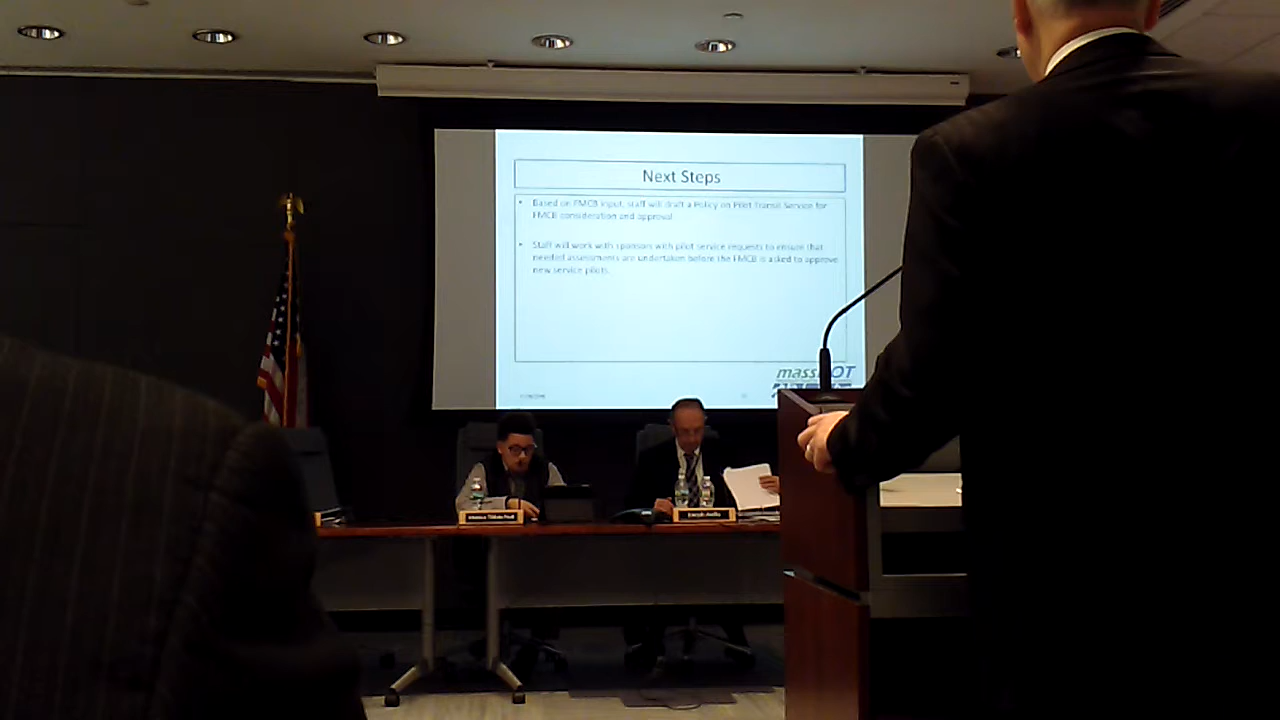 Next Steps
• Based on FMCB input, staff will draft a Policy on Pilot Transit Service for
FMCB consideration and approval
• Staff will work with sponsors with pilot service requests to ensure that
needed assessments are undertaken before the FMCB is asked to approve
new service pilots.
massDOT
Joseph Aiello